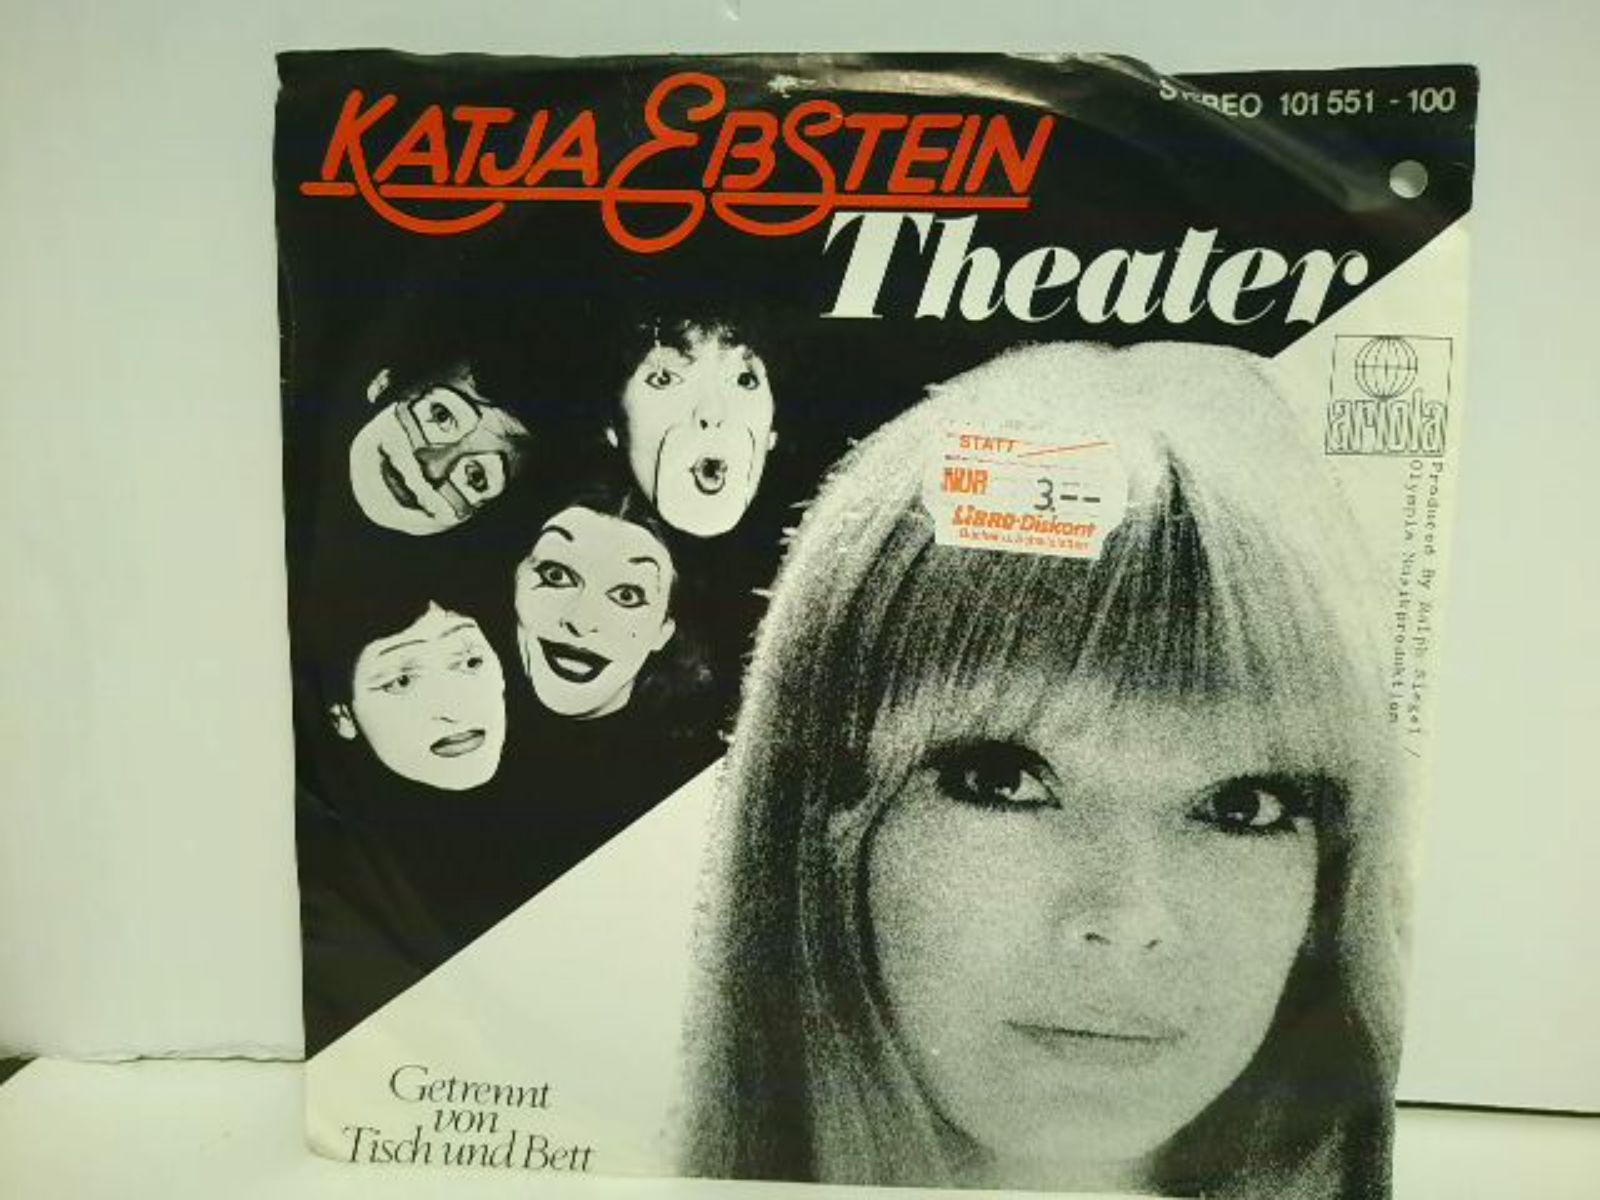 KATJA EBSTEIN
STEREO 101 551 - 100
Theater
ariola
Produced By Ralph Siegel /
Olympia Musikproduktion
STATT
NUR 3.--
LIBRO-Diskont
Getrennt
von
Tisch und Bett